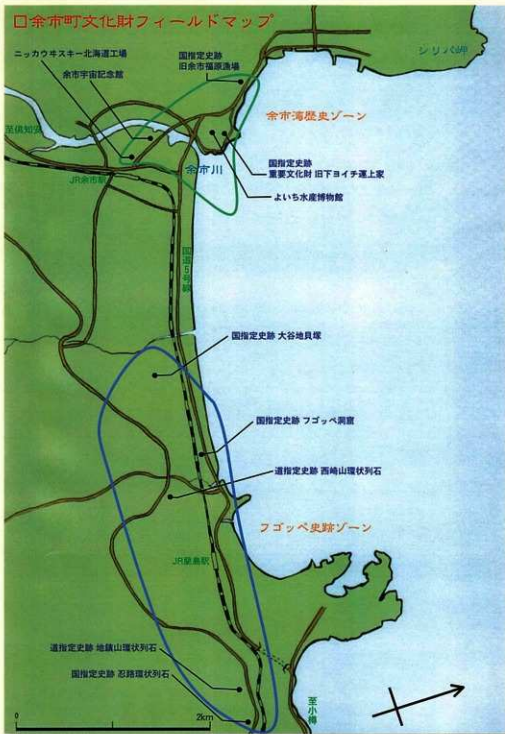 口余市町文化財フィールドマップ
ニッカウヰスキー北海道工場
余市宇宙記念館
国指定史跡
旧余市福原漁場
シリパ岬
至倶知安
余市湾歴史ゾーン
余市川
JR余市駅
国指定史跡
重要文化財 旧下ヨイチ運上家
よいち水産博物館
国道5号線
国指定史跡 大谷地貝塚
国指定史跡 フゴッペ洞窟
道指定史跡 西崎山環状列石
フゴッペ史跡ゾーン
JR蘭島駅
道指定史跡 地鎮山環状列石
国指定史跡 忍路環状列石
至小樽
0
2km